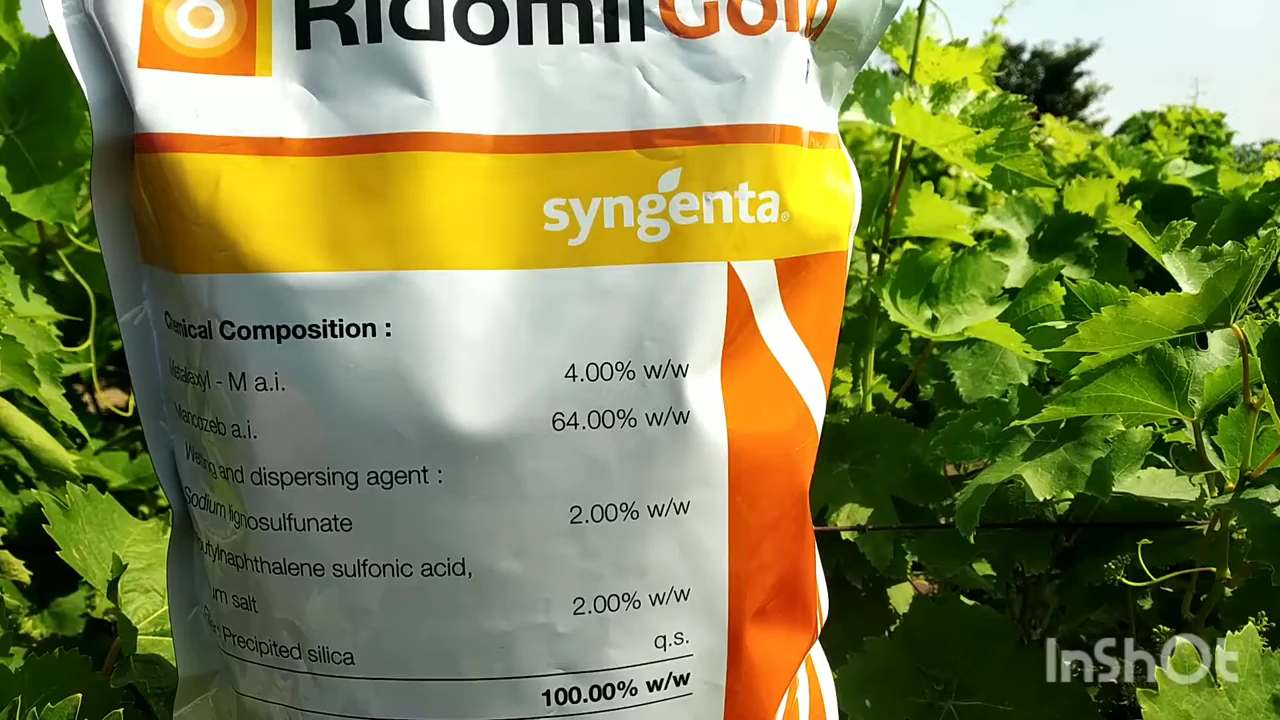 Ridomil Gold
syngenta®
Chemical Composition :
Metalaxyl - M a.i. 4.00% w/w
Mancozeb a.i. 64.00% w/w
Wetting and dispersing agent :
Sodium lignosulfunate 2.00% w/w
butylnaphthalene sulfonic acid,
um salt 2.00% w/w
Filler: Precipited silica q.s.
100.00% w/w
InShOt